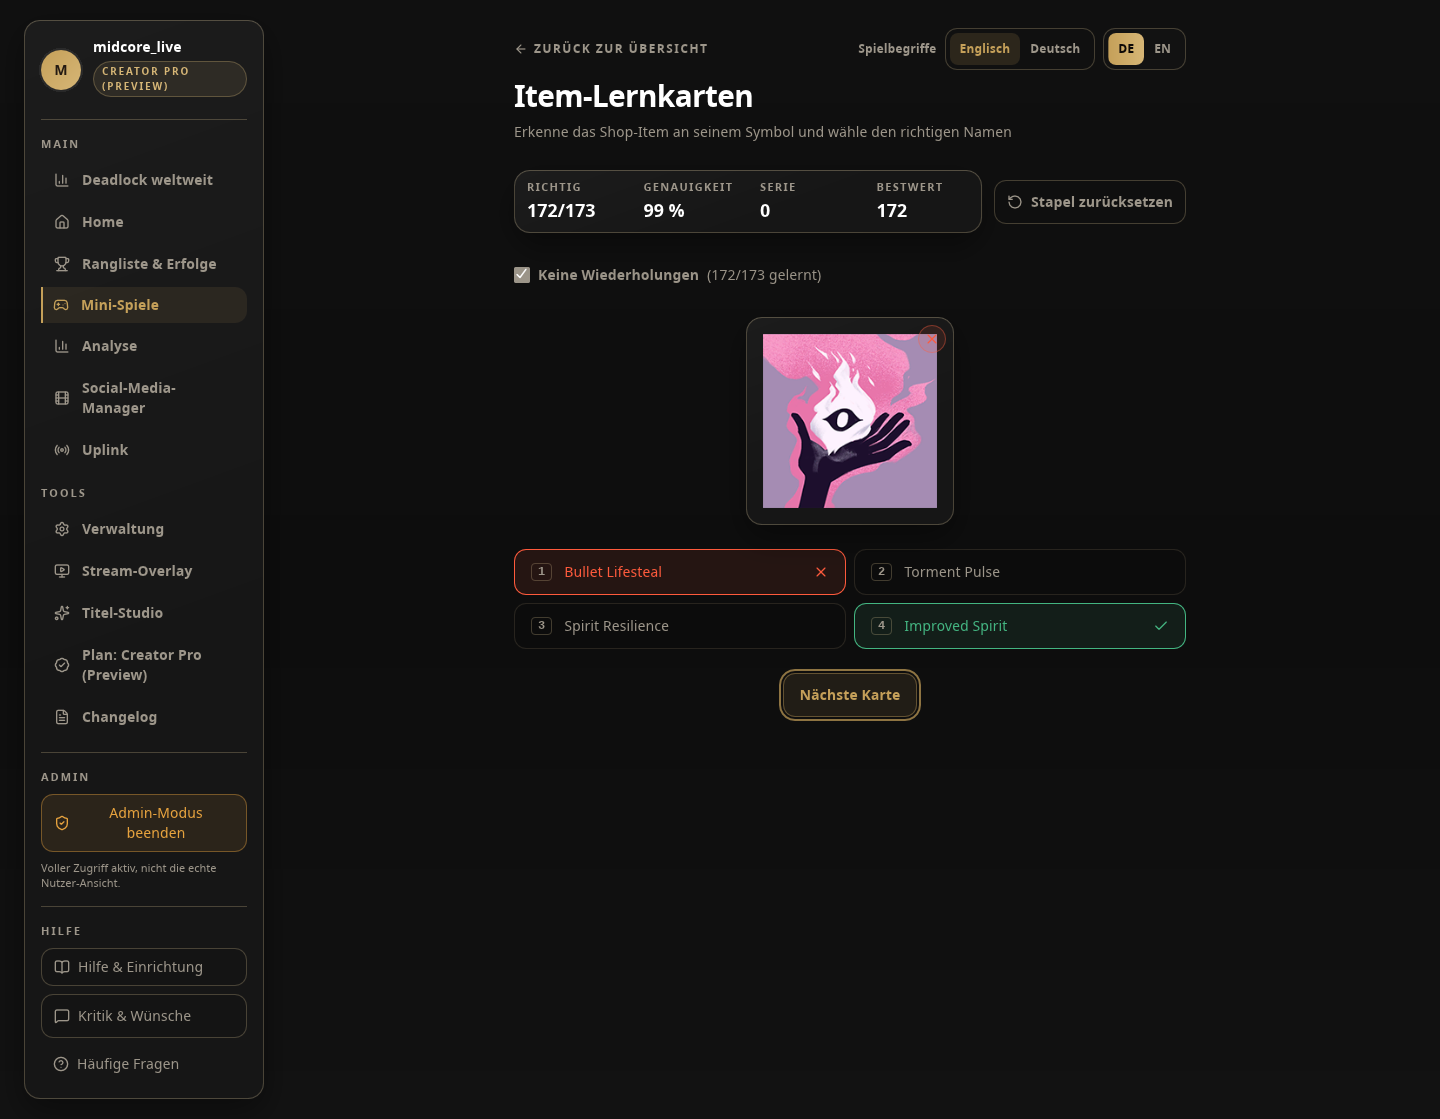 M
midcore_live
CREATOR PRO
(PREVIEW)
MAIN
Deadlock weltweit
Home
Rangliste & Erfolge
Mini-Spiele
Analyse
Social-Media-
Manager
Uplink
TOOLS
Verwaltung
Stream-Overlay
Titel-Studio
Plan: Creator Pro
(Preview)
Changelog
ADMIN
Admin-Modus
beenden
Voller Zugriff aktiv, nicht die echte
Nutzer-Ansicht.
HILFE
Hilfe & Einrichtung
Kritik & Wünsche
Häufige Fragen
← ZURÜCK ZUR ÜBERSICHT
Spielbegriffe Englisch Deutsch DE EN
Item-Lernkarten
Erkenne das Shop-Item an seinem Symbol und wähle den richtigen Namen
RICHTIG GENAUIGKEIT SERIE BESTWERT
172/173 99 % 0 172
Stapel zurücksetzen
Keine Wiederholungen (172/173 gelernt)
1 Bullet Lifesteal
2 Torment Pulse
3 Spirit Resilience
4 Improved Spirit
Nächste Karte